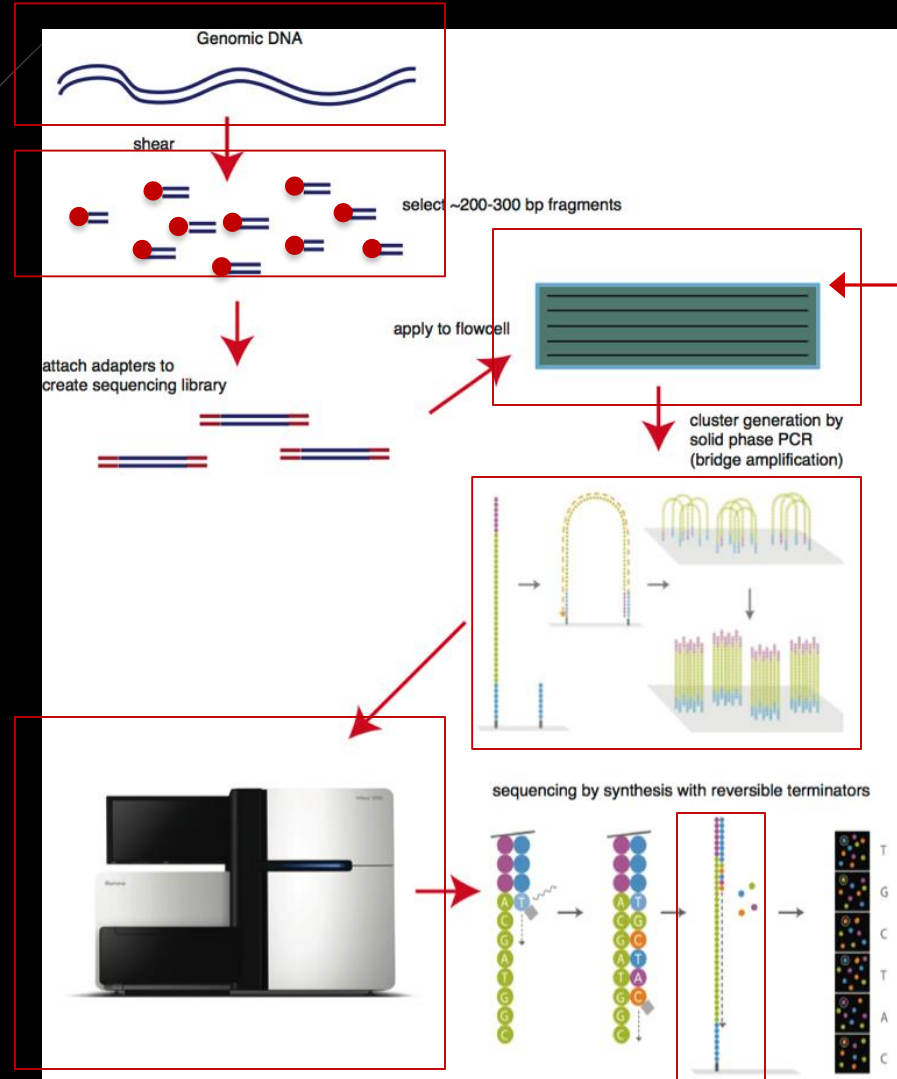 Genomic DNA
shear
select ~200-300 bp fragments
apply to flowcell
attach adapters to
create sequencing library
cluster generation by
solid phase PCR
(bridge amplification)
sequencing by synthesis with reversible terminators
A T
C
G
A
T
G
G
C
A T
C G
G C
A T
T A
G C
G
C
T
G
C
T
A
C